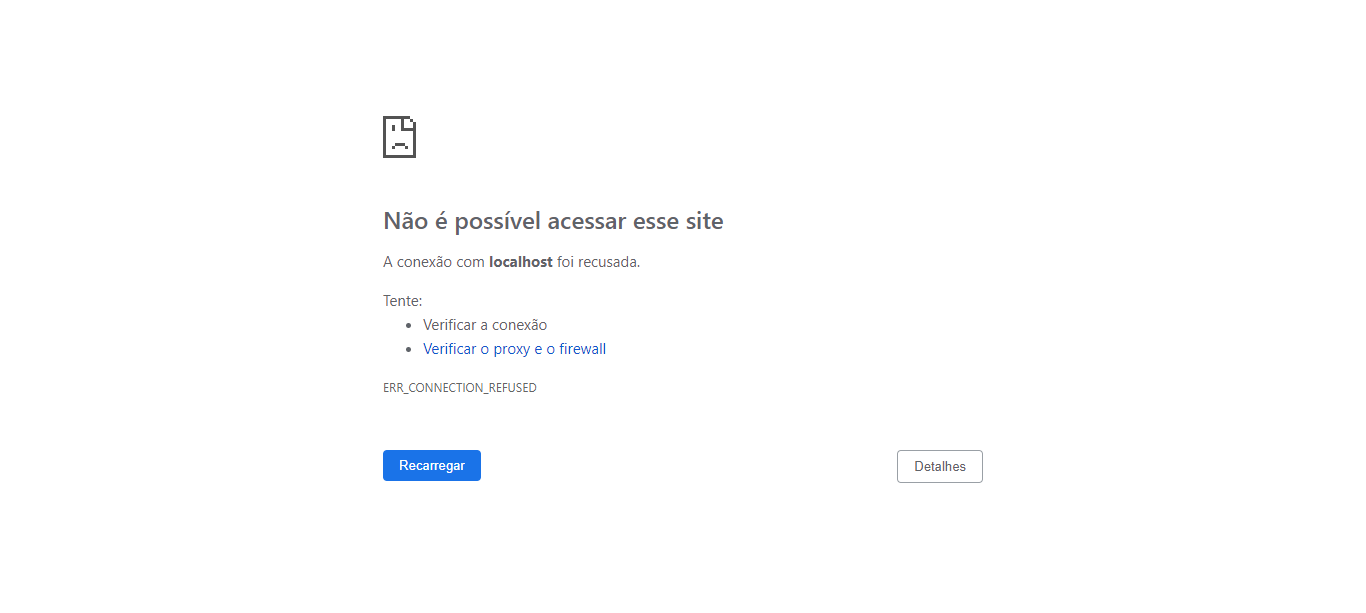 Não é possível acessar esse site
A conexão com localhost foi recusada.
Tente:
Verificar a conexão
Verificar o proxy e o firewall
ERR_CONNECTION_REFUSED
Recarregar
Detalhes